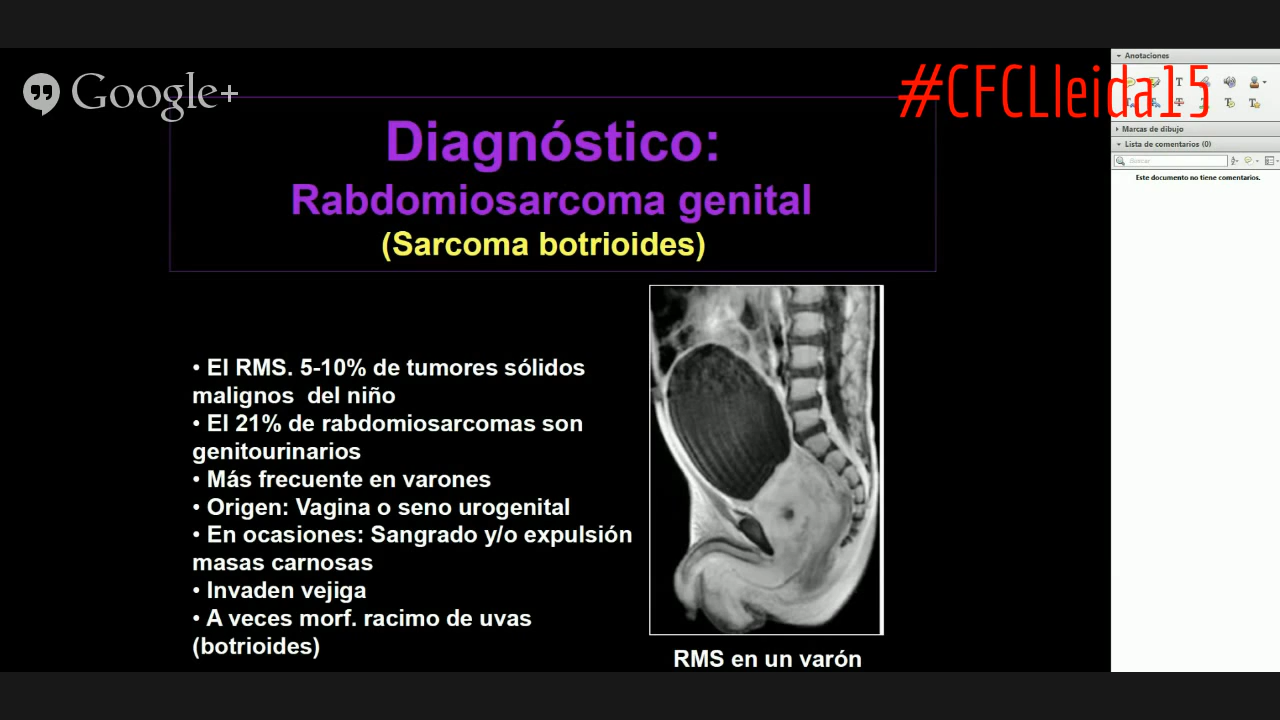 Google+
#CFCLleida15
Diagnóstico:
Rabdomiosarcoma genital
(Sarcoma botrioides)
• El RMS. 5-10% de tumores sólidos
malignos del niño
• El 21% de rabdomiosarcomas son
genitourinarios
• Más frecuente en varones
• Origen: Vagina o seno urogenital
• En ocasiones: Sangrado y/o expulsión
masas carnosas
• Invaden vejiga
• A veces morf. racimo de uvas
(botrioides)
RMS en un varón
Anotaciones
Marcas de dibujo
Lista de comentarios (0)
Buscar
Este documento no tiene comentarios.